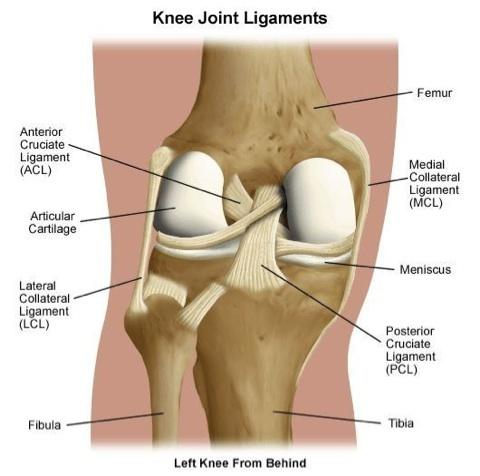 Knee Joint Ligaments
Femur
Anterior
Cruciate
Ligament
(ACL)
Medial
Collateral
Ligament
(MCL)
Articular
Cartilage
Meniscus
Lateral
Collateral
Ligament
(LCL)
Posterior
Cruciate
Ligament
(PCL)
Fibula
Tibia
Left Knee From Behind